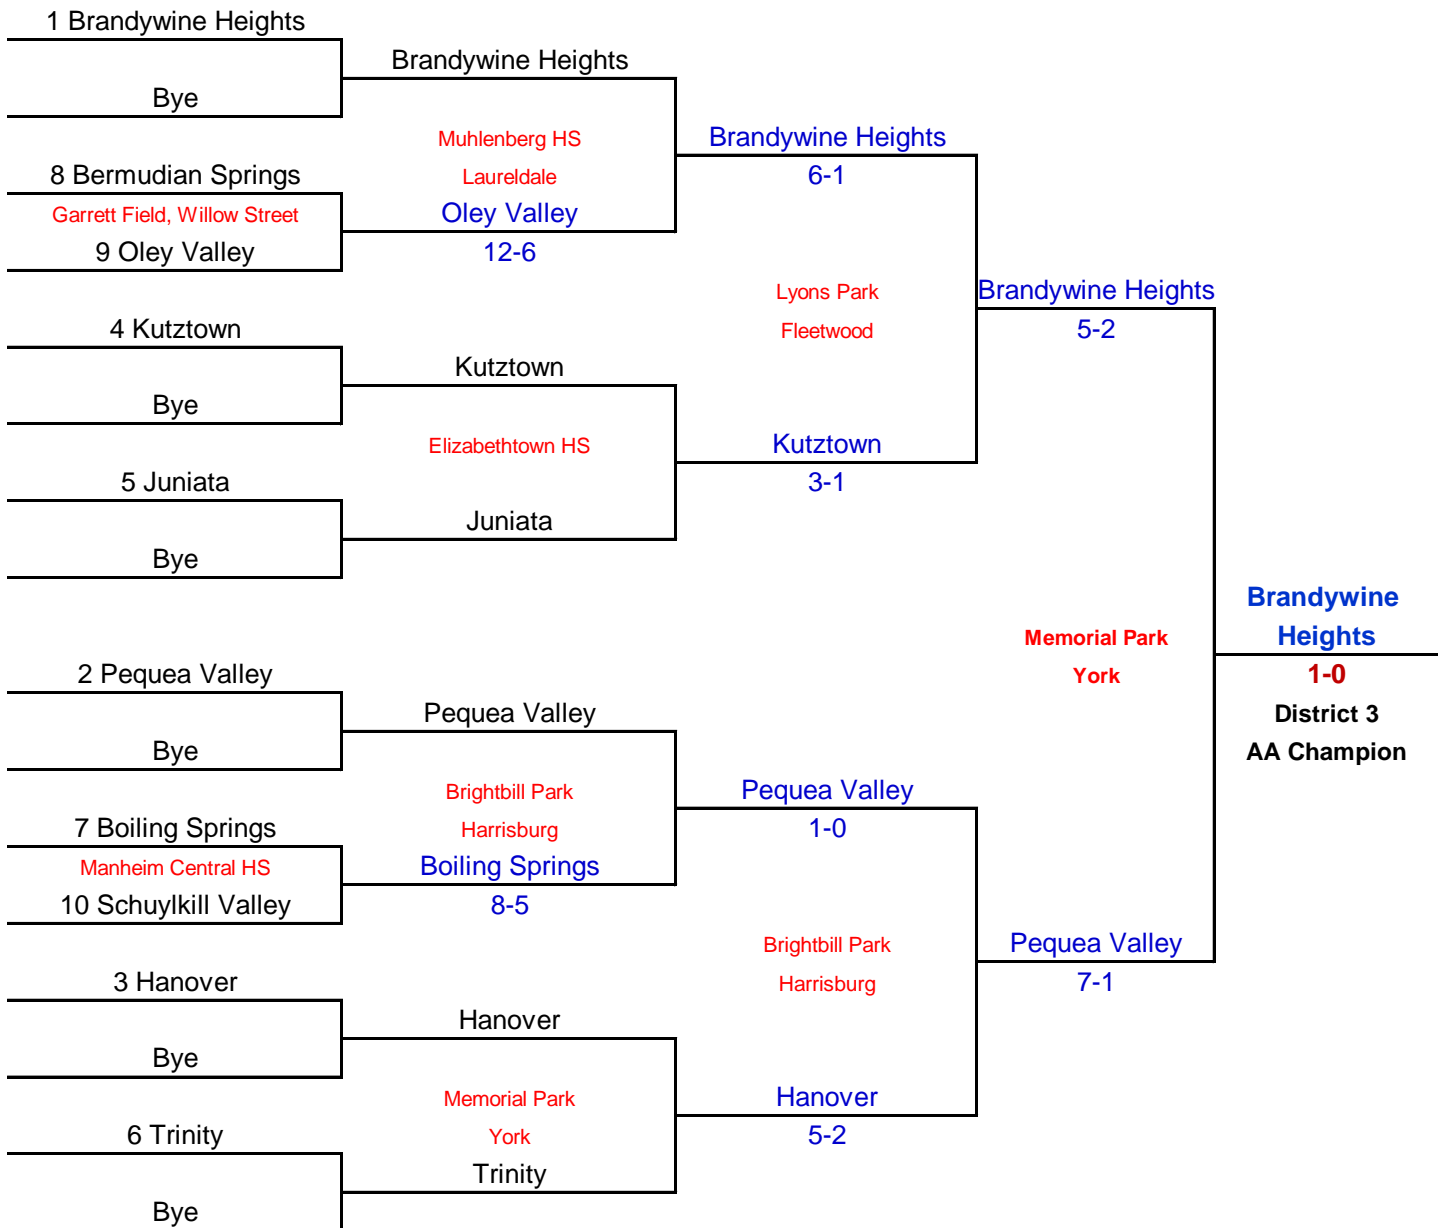 1 Brandywine Heights
Bye
8 Bermudian Springs
Garrett Field, Willow Street
9 Oley Valley
4 Kutztown
Bye
5 Juniata
Bye
2 Pequea Valley
Bye
7 Boiling Springs
Manheim Central HS
10 Schuylkill Valley
3 Hanover
Bye
6 Trinity
Bye
Brandywine Heights
Muhlenberg HS
Laureldale
Oley Valley
12-6
Kutztown
Elizabethtown HS
Juniata
Pequea Valley
Brightbill Park
Harrisburg
Boiling Springs
8-5
Hanover
Memorial Park
York
Trinity
Brandywine Heights
6-1
Lyons Park
Fleetwood
Kutztown
3-1
Pequea Valley
1-0
Brightbill Park
Harrisburg
Hanover
5-2
Brandywine Heights
5-2
Memorial Park
York
Pequea Valley
7-1
Brandywine
Heights
1-0
District 3
AA Champion